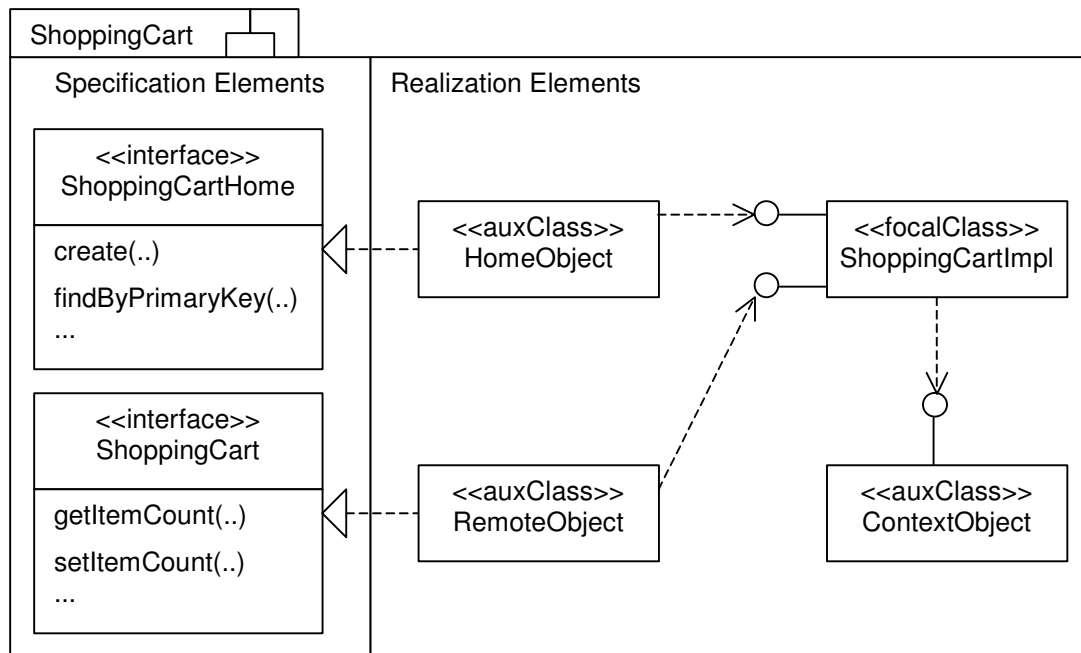 ShoppingCart
Specification Elements
<<interface>>
ShoppingCartHome
create(..)
findByPrimaryKey(..)
...
<<interface>>
ShoppingCart
getItemCount(..)
setItemCount(..)
...
Realization Elements
<<auxClass>>
HomeObject
<<focalClass>>
ShoppingCartImpl
<<auxClass>>
RemoteObject
<<auxClass>>
ContextObject